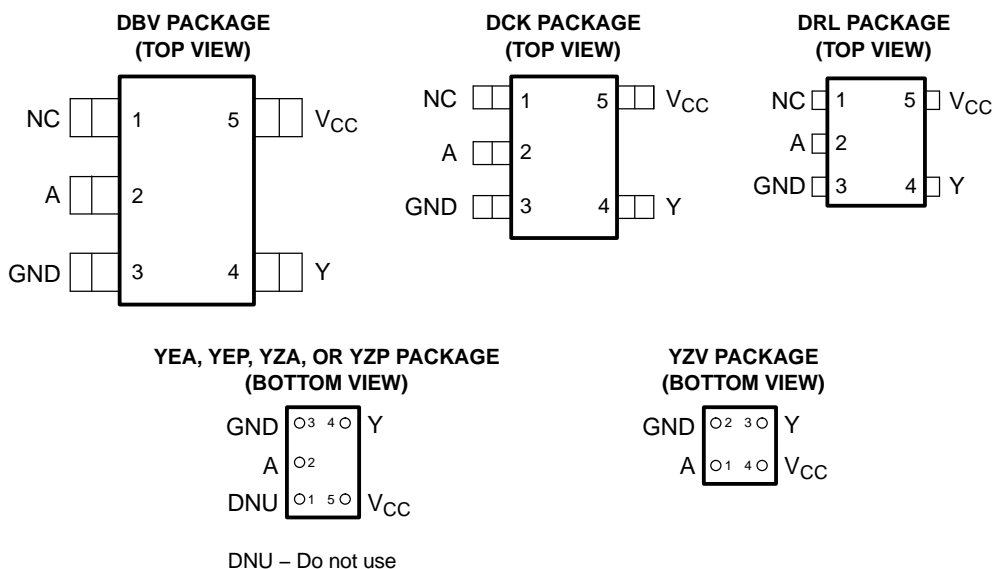 DBV PACKAGE
(TOP VIEW)
NC 1 5 VCC
A 2
GND 3 4 Y
DCK PACKAGE
(TOP VIEW)
NC 1 5 VCC
A 2
GND 3 4 Y
DRL PACKAGE
(TOP VIEW)
NC 1 5 VCC
A 2
GND 3 4 Y
YEA, YEP, YZA, OR YZP PACKAGE
(BOTTOM VIEW)
GND 3 4 Y
A 2
DNU 1 5 VCC
DNU – Do not use
YZV PACKAGE
(BOTTOM VIEW)
GND 2 3 Y
A 1 4 VCC